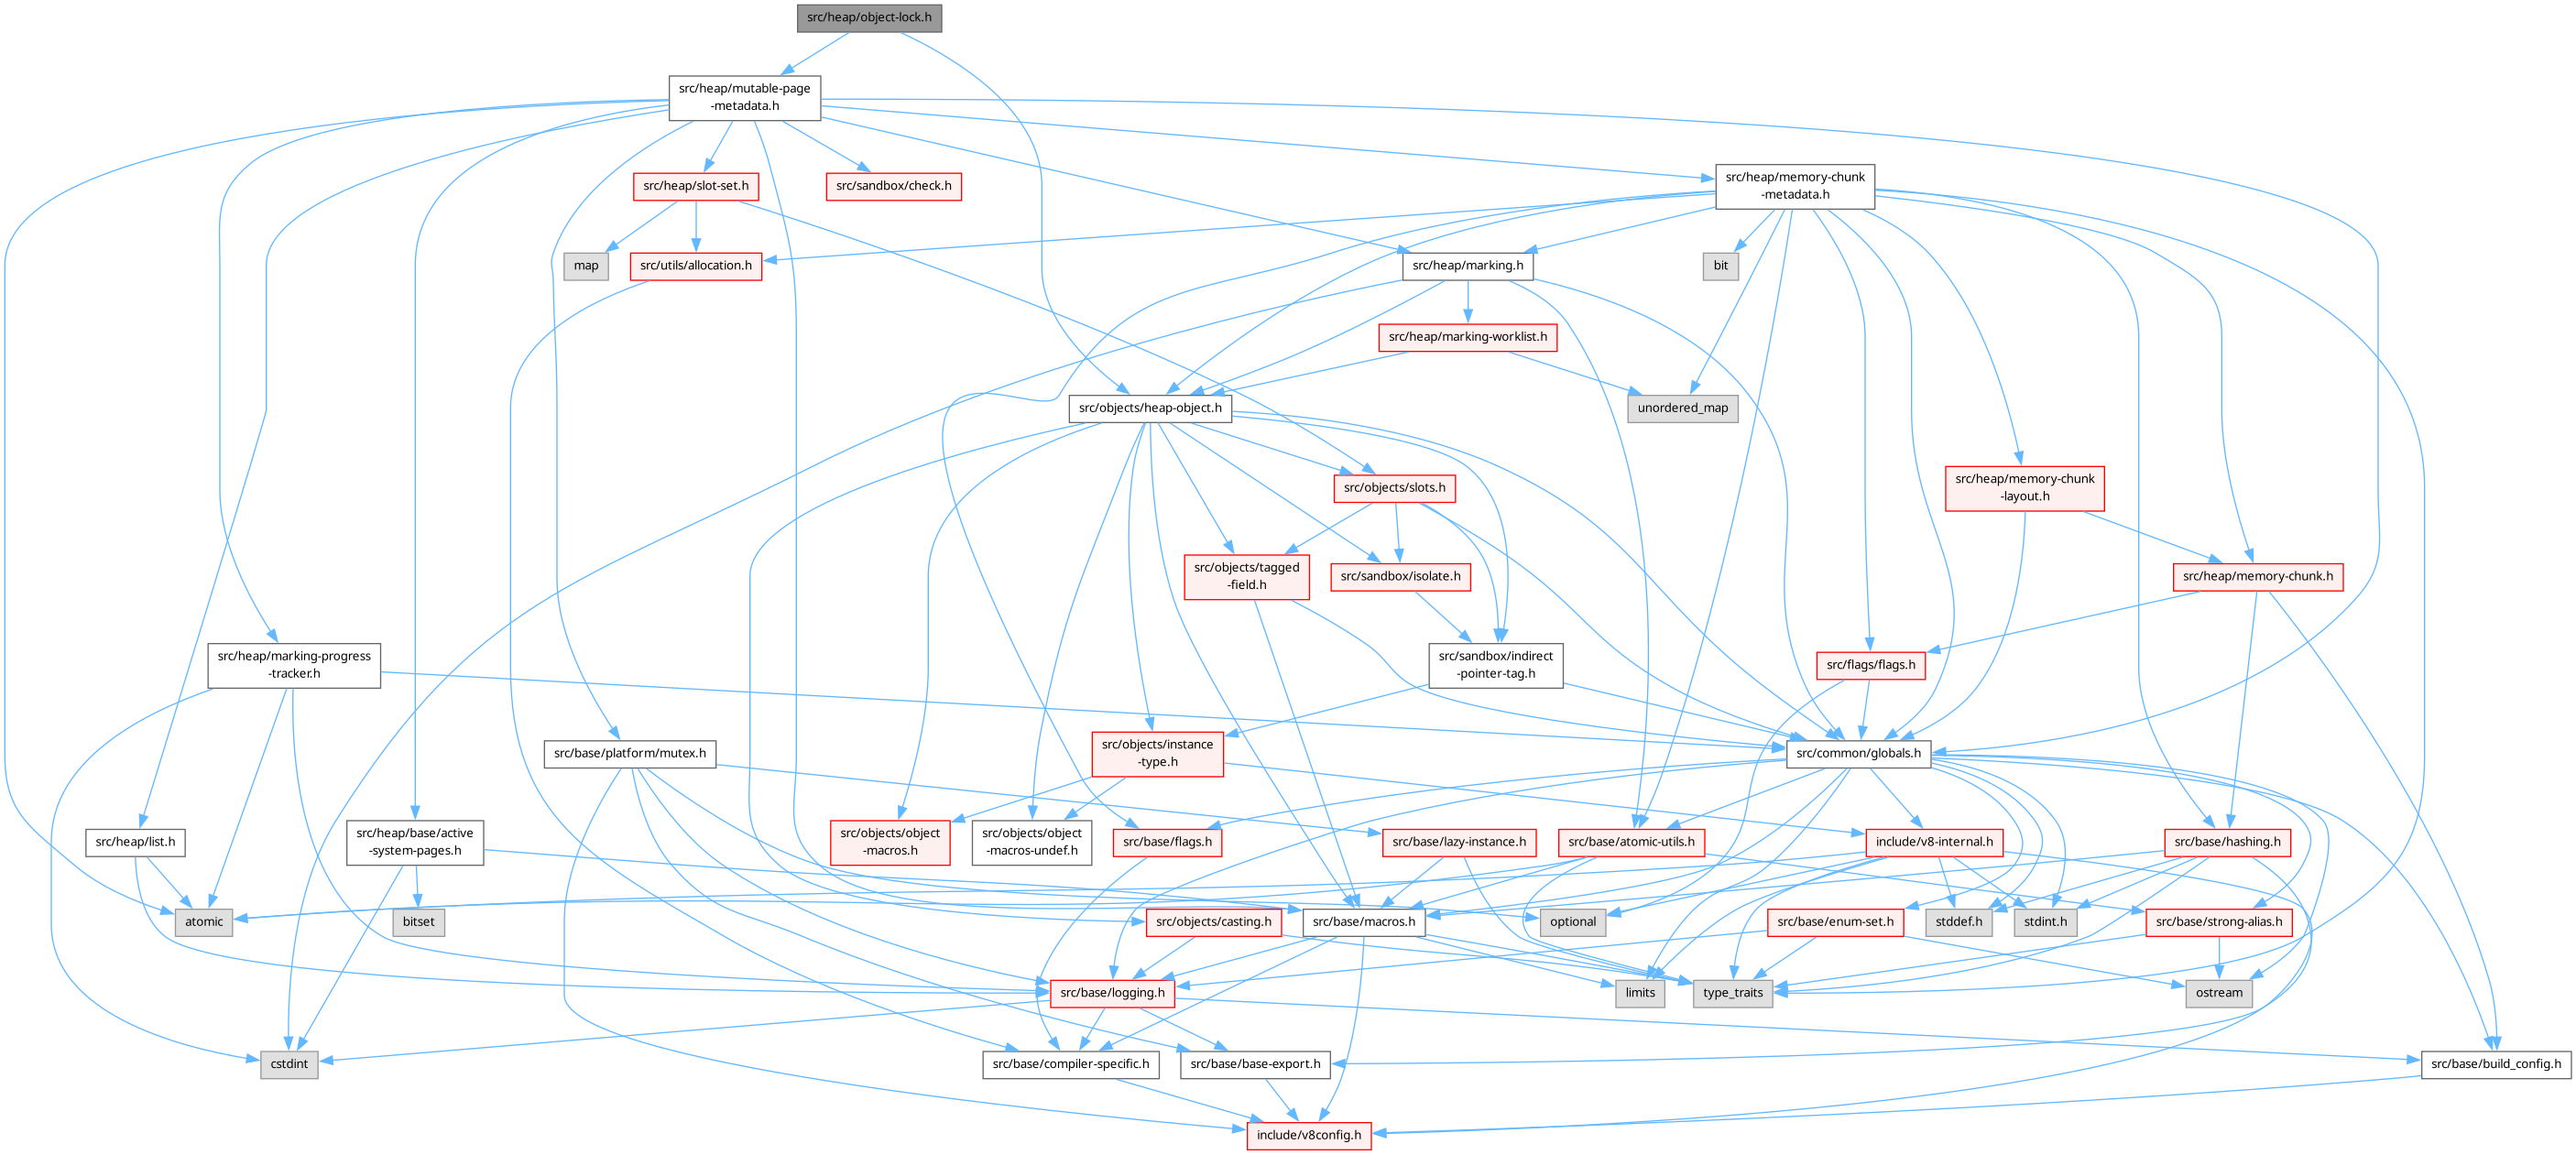 src/heap/object-lock.h
src/heap/mutable-page
-metadata.h
src/heap/slot-set.h
src/sandbox/check.h
src/heap/memory-chunk
-metadata.h
map
src/utils/allocation.h
src/heap/marking.h
bit
src/heap/marking-worklist.h
src/objects/heap-object.h
unordered_map
src/objects/slots.h
src/heap/memory-chunk
-layout.h
src/objects/tagged
-field.h
src/sandbox/isolate.h
src/heap/memory-chunk.h
src/heap/marking-progress
-tracker.h
src/sandbox/indirect
-pointer-tag.h
src/flags/flags.h
src/base/platform/mutex.h
src/objects/instance
-type.h
src/common/globals.h
src/heap/list.h
src/heap/base/active
-system-pages.h
src/objects/object
-macros.h
src/objects/object
-macros-undef.h
src/base/flags.h
src/base/lazy-instance.h
src/base/atomic-utils.h
include/v8-internal.h
src/base/hashing.h
atomic
bitset
optional
src/objects/casting.h
src/base/macros.h
src/base/enum-set.h
stddef.h
stdint.h
src/base/strong-alias.h
src/base/logging.h
limits
type_traits
ostream
cstdint
src/base/compiler-specific.h
src/base/base-export.h
src/base/build_config.h
include/v8config.h